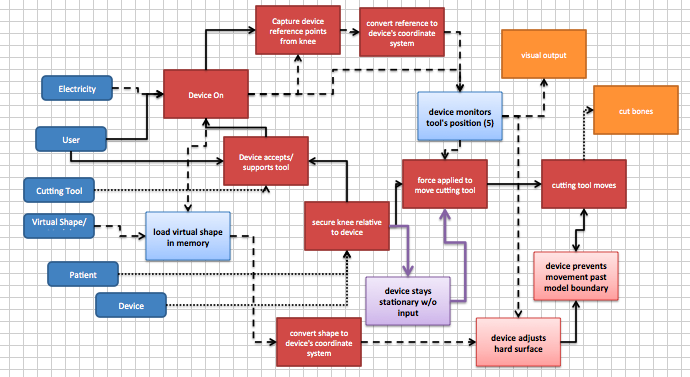 Capture device
reference points
from knee
convert reference to
device's coordinate
system
visual output
Electricity
Device On
device monitors
tool's position (5)
cut bones
User
Device accepts/
supports tool
force applied to
move cutting tool
cutting tool moves
Cutting Tool
Virtual Shape/
load virtual shape
in memory
secure knee relative
to device
Patient
device prevents
movement past
model boundary
Device
device stays
stationary w/o
input
convert shape to
device's coordinate
system
device adjusts
hard surface